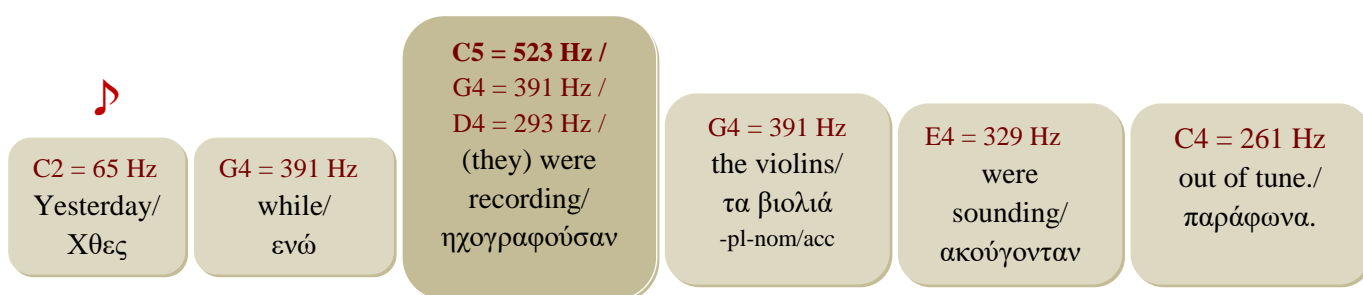 ♪
C2 = 65 Hz
Yesterday/
Χθες
G4 = 391 Hz
while/
ενώ
C5 = 523 Hz /
G4 = 391 Hz /
D4 = 293 Hz /
(they) were
recording/
ηχογραφούσαν
G4 = 391 Hz
the violins/
τα βιολιά
-pl-nom/acc
E4 = 329 Hz
were
sounding/
ακούγονταν
C4 = 261 Hz
out of tune./
παράφωνα.